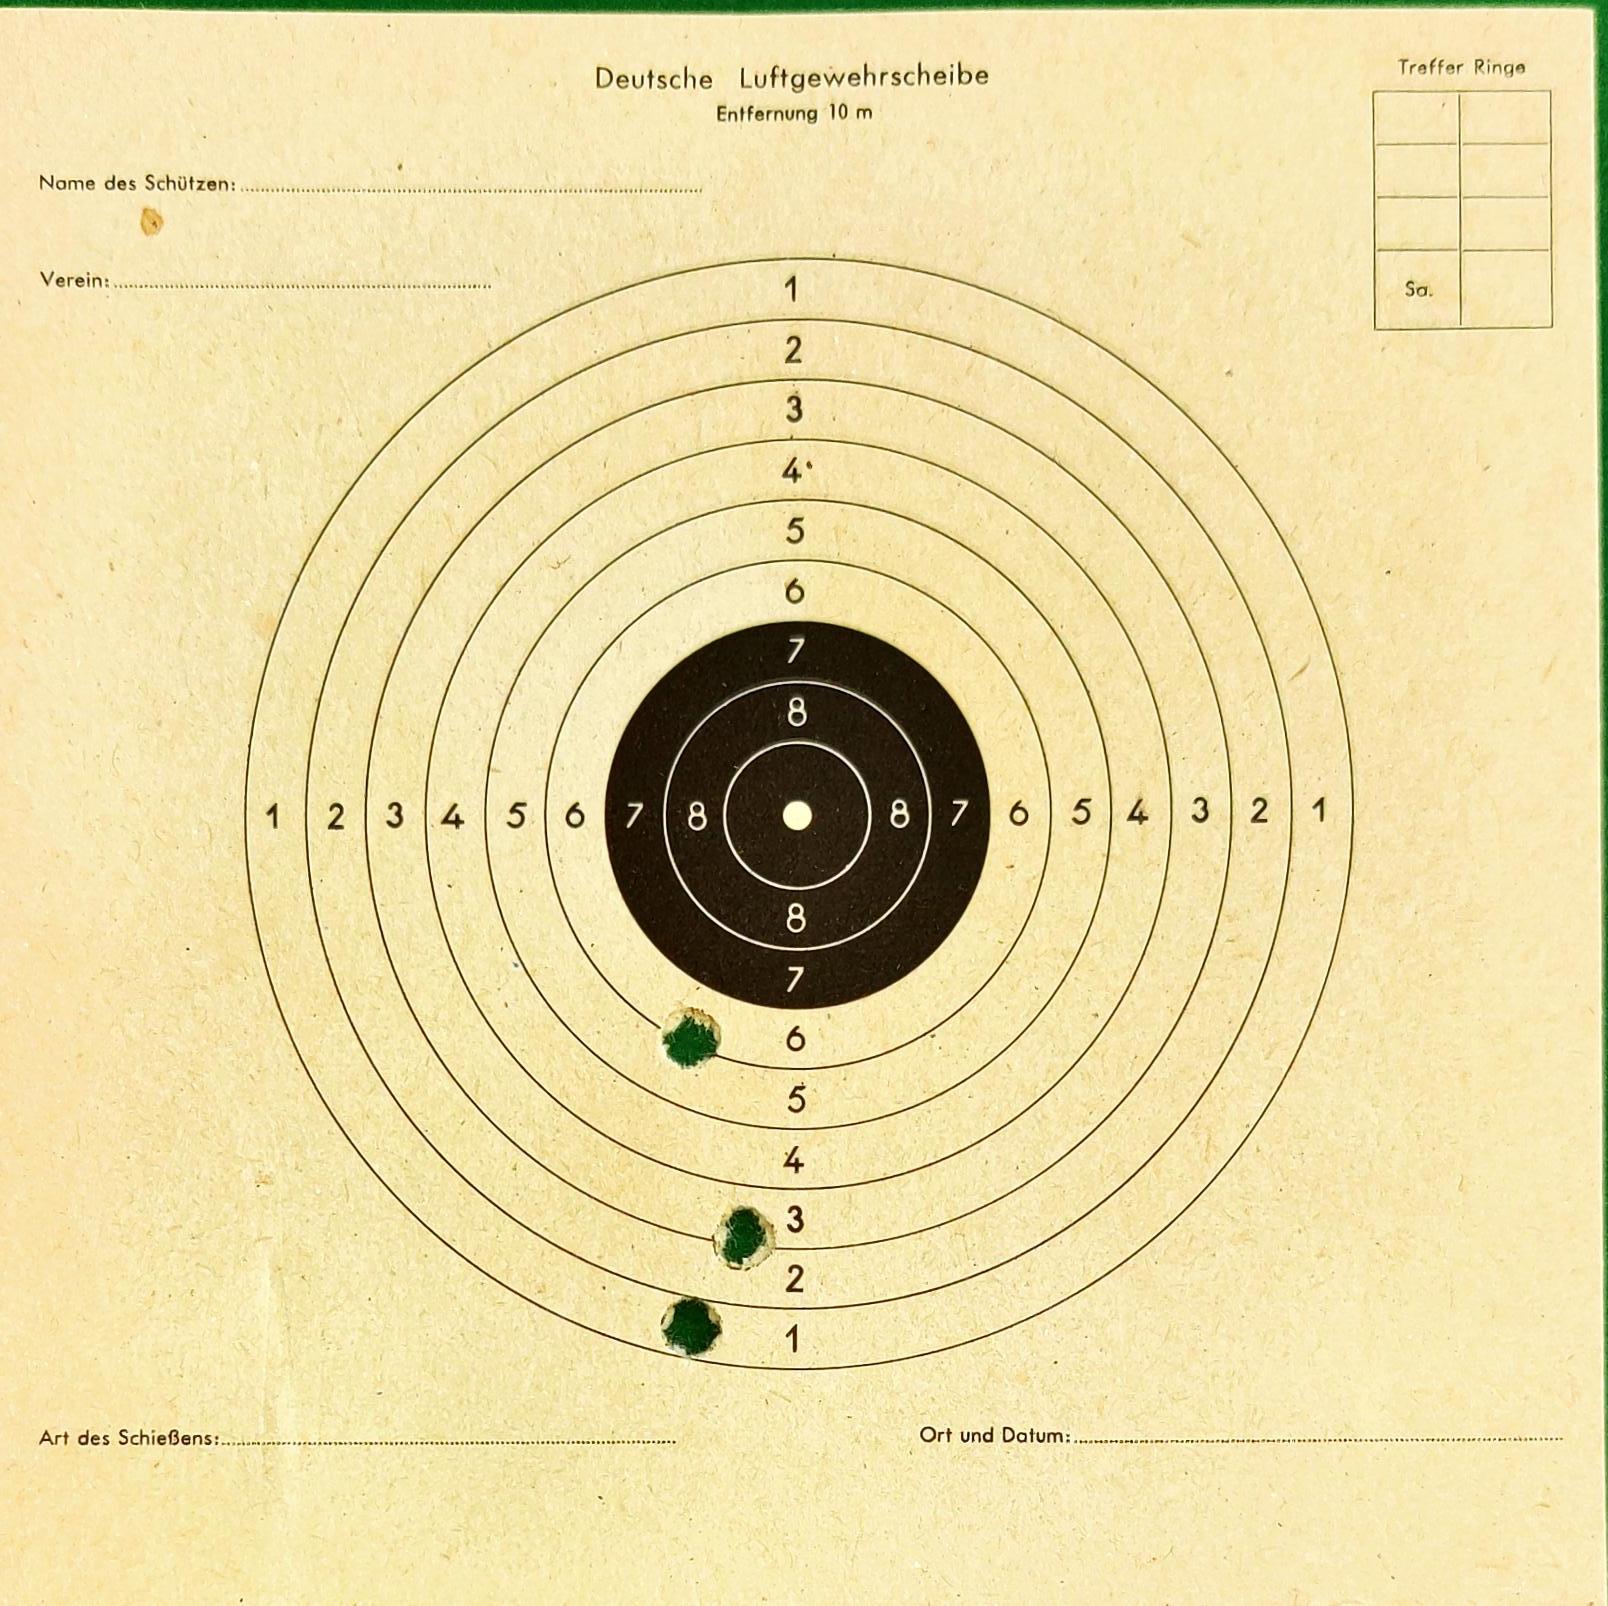 Deutsche Luftgewehrscheibe
Entfernung 10 m
Treffer Ringe
Name des Schützen:
Verein:
Sa.
1
2
3
4
5
6
7
8
1 2 3 4 5 6 7 8 8 7 6 5 4 3 2 1
8
7
6
5
4
3
2
1
Art des Schießens:
Ort und Datum: